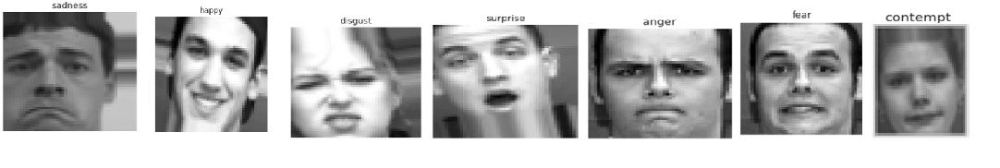 sadness
happy
disgust
surprise
anger
fear
contempt